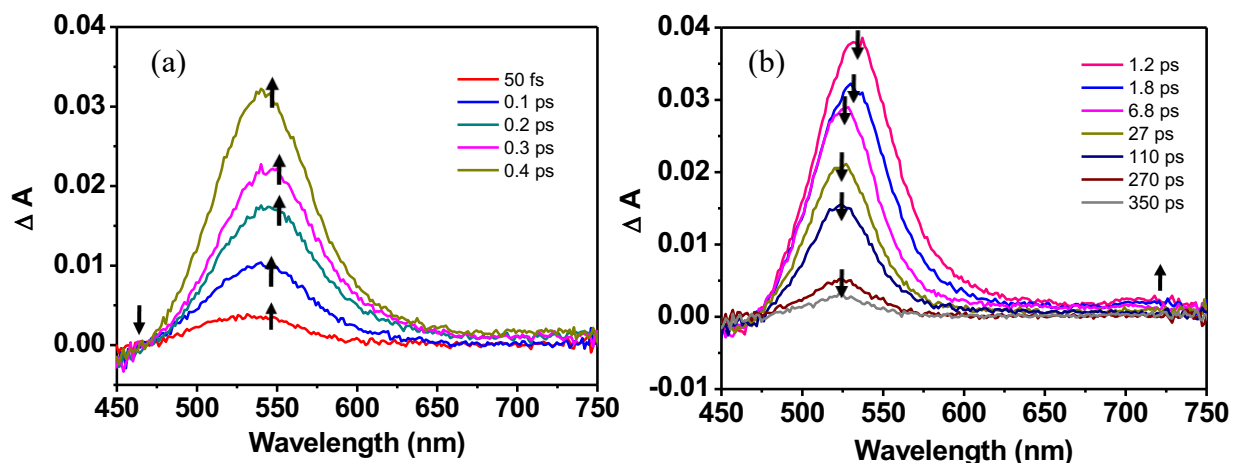 (a)
50 fs
0.1 ps
0.2 ps
0.3 ps
0.4 ps
Δ A
0.04
0.03
0.02
0.01
0.00
450 500 550 600 650 700 750
Wavelength (nm)
(b)
1.2 ps
1.8 ps
6.8 ps
27 ps
110 ps
270 ps
350 ps
Δ A
0.04
0.03
0.02
0.01
0.00
-0.01
450 500 550 600 650 700 750
Wavelength (nm)